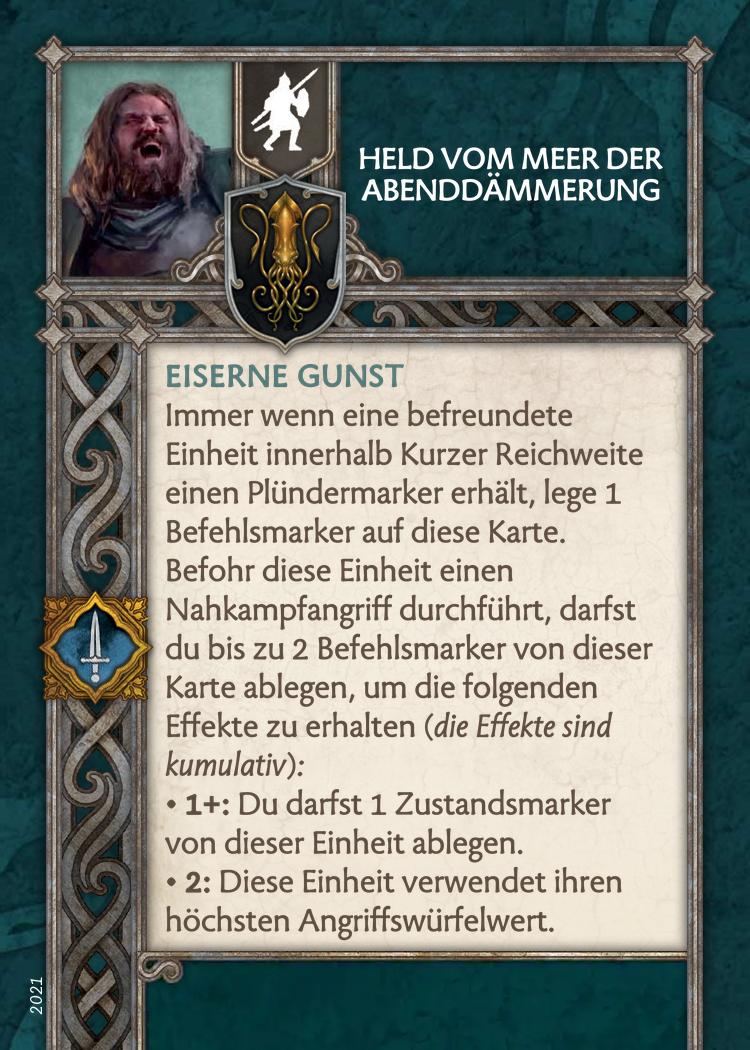 HELD VOM MEER DER
ABENDDÄMMERUNG
EISERNE GUNST
Immer wenn eine befreundete
Einheit innerhalb Kurzer Reichweite
einen Plündermarker erhält, lege 1
Befehlsmarker auf diese Karte.
Befohr diese Einheit einen
Nahkampfangriff durchführt, darfst
du bis zu 2 Befehlsmarker von dieser
Karte ablegen, um die folgenden
Effekte zu erhalten (die Effekte sind
kumulativ):
• 1+: Du darfst 1 Zustandsmarker
von dieser Einheit ablegen.
• 2: Diese Einheit verwendet ihren
höchsten Angriffswürfelwert.
2021